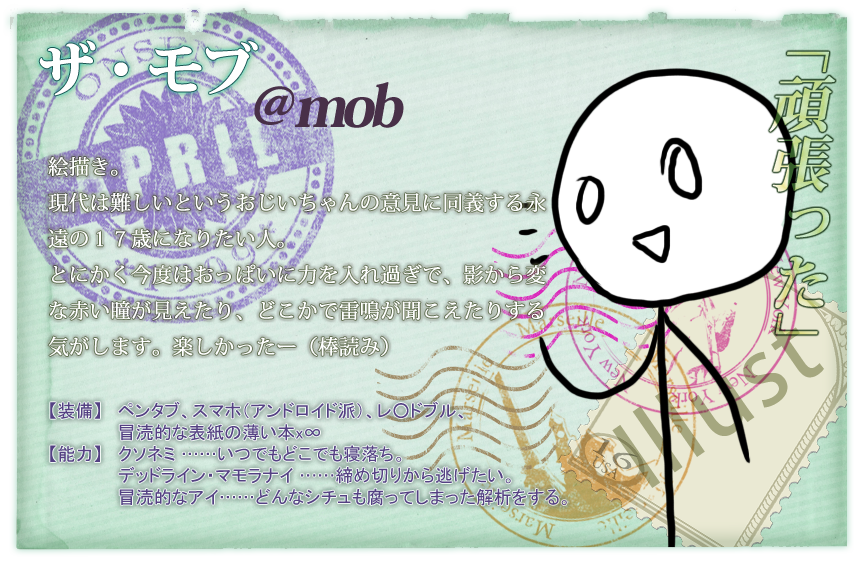 ザ・モブ
@mob
「頑張った」
絵描き。
現代は難しいというおじいちゃんの意見に同義する永
遠の１７歳になりたい人。
とにかく今度はおっぱいに力を入れ過ぎで、影から変
な赤い瞳が見えたり、どこかで雷鳴が聞こえたりする
気がします。楽しかったー（棒読み）
【装備】 ペンタブ、スマホ（アンドロイド派）、レ〇ドブル、
冒涜的な表紙の薄い本x∞
【能力】 クソネミ ……いつでもどこでも寝落ち。
デッドライン・マモラナイ ……締め切りから逃げたい。
冒涜的なアイ……どんなシチュも腐ってしまった解析をする。
APRIL
Marseille
New York
New York
16
USA
illust